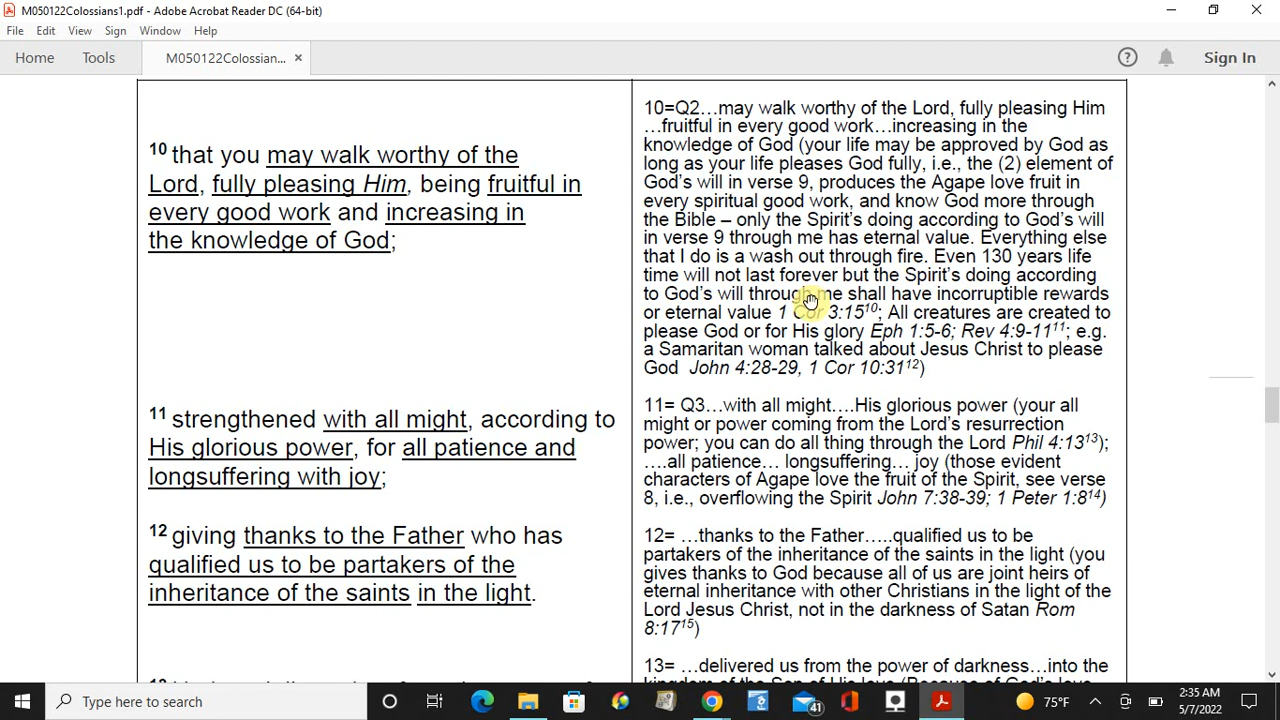 M050122Colossians1.pdf - Adobe Acrobat Reader DC (64-bit)
File Edit View Sign Window Help
Home Tools M050122Colossian... × Sign In
10 that you may walk worthy of the
Lord, fully pleasing Him, being fruitful in
every good work and increasing in
the knowledge of God;
11 strengthened with all might, according to
His glorious power, for all patience and
longsuffering with joy;
12 giving thanks to the Father who has
qualified us to be partakers of the
inheritance of the saints in the light.
10=Q2…may walk worthy of the Lord, fully pleasing Him
…fruitful in every good work…increasing in the
knowledge of God (your life may be approved by God as
long as your life pleases God fully, i.e., the (2) element of
God's will in verse 9, produces the Agape love fruit in
every spiritual good work, and know God more through
the Bible – only the Spirit's doing according to God's will
in verse 9 through me has eternal value. Everything else
that I do is a wash out through fire. Even 130 years life
time will not last forever but the Spirit's doing according
to God's will through me shall have incorruptible rewards
or eternal value 1 Cor 3:1510; All creatures are created to
please God or for His glory Eph 1:5-6; Rev 4:9-1111; e.g.
a Samaritan woman talked about Jesus Christ to please
God John 4:28-29, 1 Cor 10:3112)
11= Q3…with all might….His glorious power (your all
might or power coming from the Lord's resurrection
power; you can do all thing through the Lord Phil 4:1313);
….all patience… longsuffering… joy (those evident
characters of Agape love the fruit of the Spirit, see verse
8, i.e., overflowing the Spirit John 7:38-39; 1 Peter 1:814)
12= …thanks to the Father…..qualified us to be
partakers of the inheritance of the saints in the light (you
gives thanks to God because all of us are joint heirs of
eternal inheritance with other Christians in the light of the
Lord Jesus Christ, not in the darkness of Satan Rom
8:1715)
13= …delivered us from the power of darkness…into the
kingdom of the Son of His love (Because of God's love
Type here to search
41
75°F
2:35 AM
5/7/2022